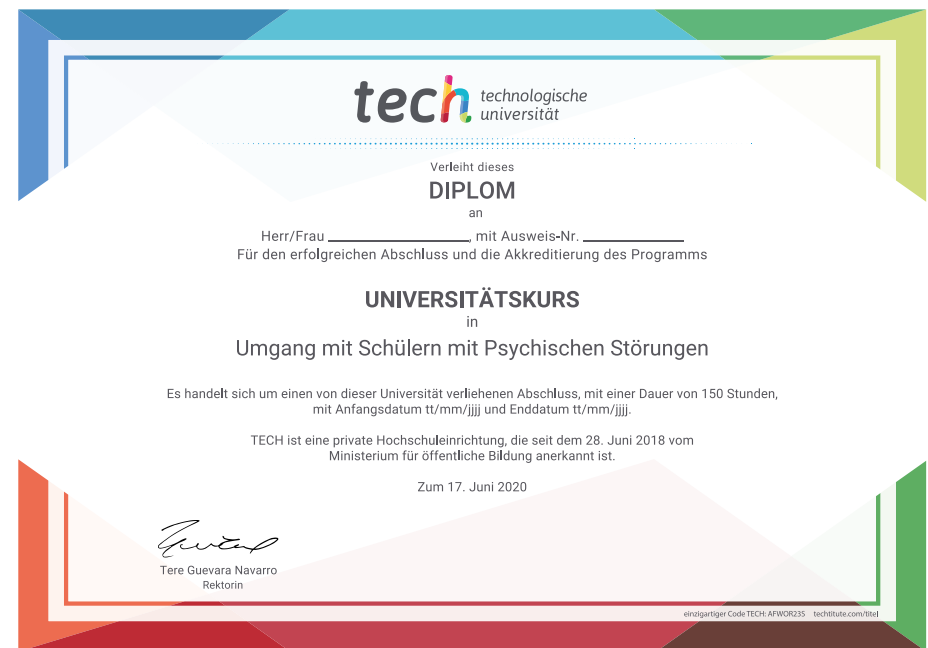 tech technologische
universität
Verleiht dieses
DIPLOM
an
Herr/Frau ____________________, mit Ausweis-Nr. ______________
Für den erfolgreichen Abschluss und die Akkreditierung des Programms
UNIVERSITÄTSKURS
in
Umgang mit Schülern mit Psychischen Störungen
Es handelt sich um einen von dieser Universität verliehenen Abschluss, mit einer Dauer von 150 Stunden,
mit Anfangsdatum tt/mm/jjjj und Enddatum tt/mm/jjjj.
TECH ist eine private Hochschuleinrichtung, die seit dem 28. Juni 2018 vom
Ministerium für öffentliche Bildung anerkannt ist.
Zum 17. Juni 2020
Tere Guevara Navarro
Rektorin
einzigartiger Code TECH: AFWOR23S techtitute.com/titel